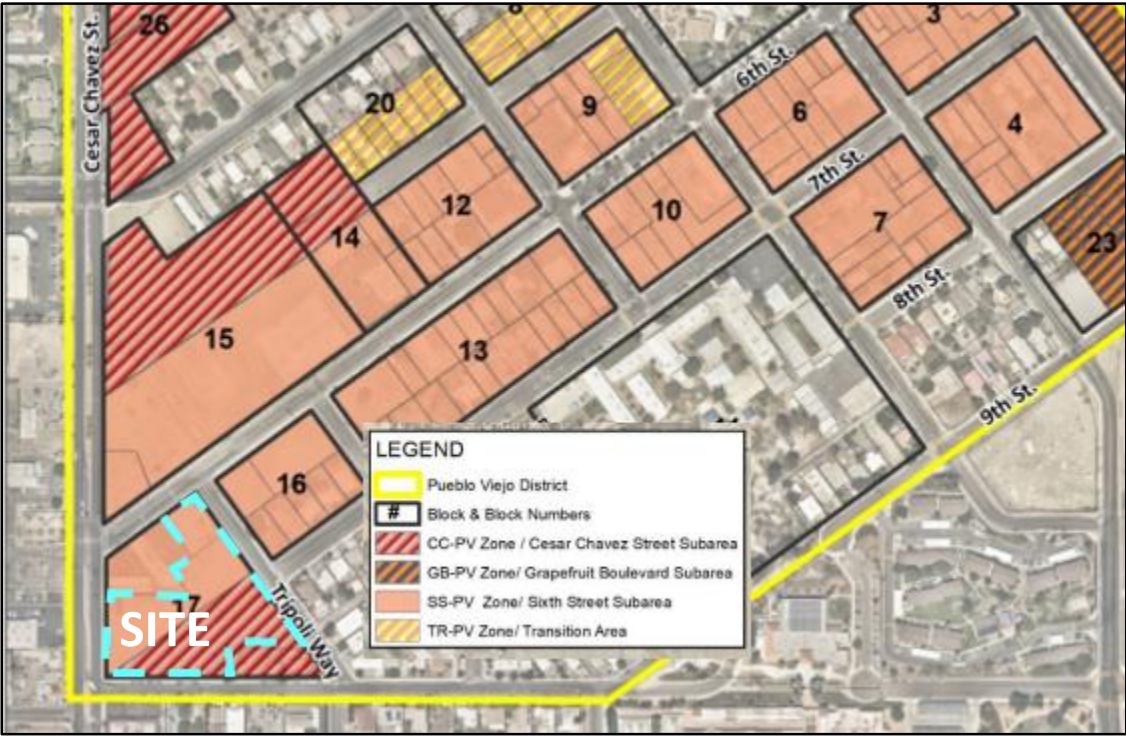 26
8
3
Cesar Chavez St.
20
9
6th St.
6
4
7th St.
12
10
7
14
23
8th St.
15
13
9th St.
LEGEND
Pueblo Viejo District
# Block & Block Numbers
CC-PV Zone / Cesar Chavez Street Subarea
GB-PV Zone/ Grapefruit Boulevard Subarea
SS-PV Zone/ Sixth Street Subarea
TR-PV Zone/ Transition Area
16
17
SITE
Tripoli Way